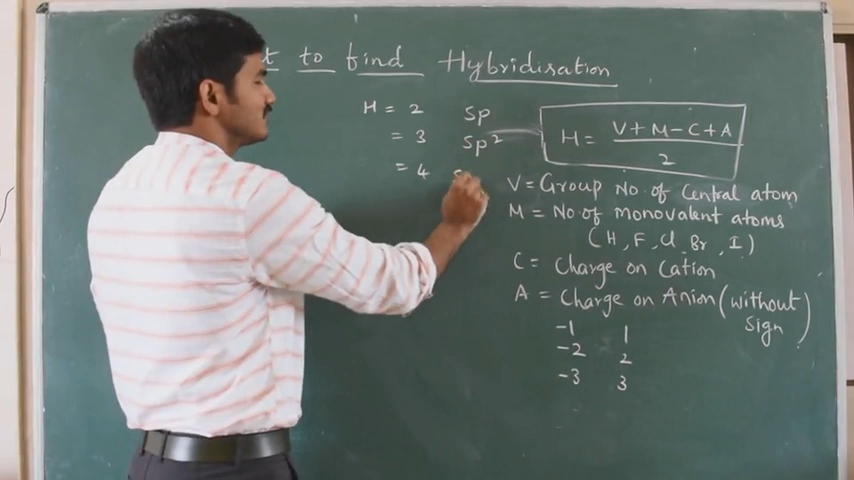 t to find Hybridisation
H = 2 sp
= 3 sp²
= 4 s
H = V + M - C + A
2
V = Group No. of Central atom
M = No. of monovalent atoms
(H, F, Cl, Br, I)
C = Charge on Cation
A = Charge on Anion (without sign)
-1 1
-2 2
-3 3